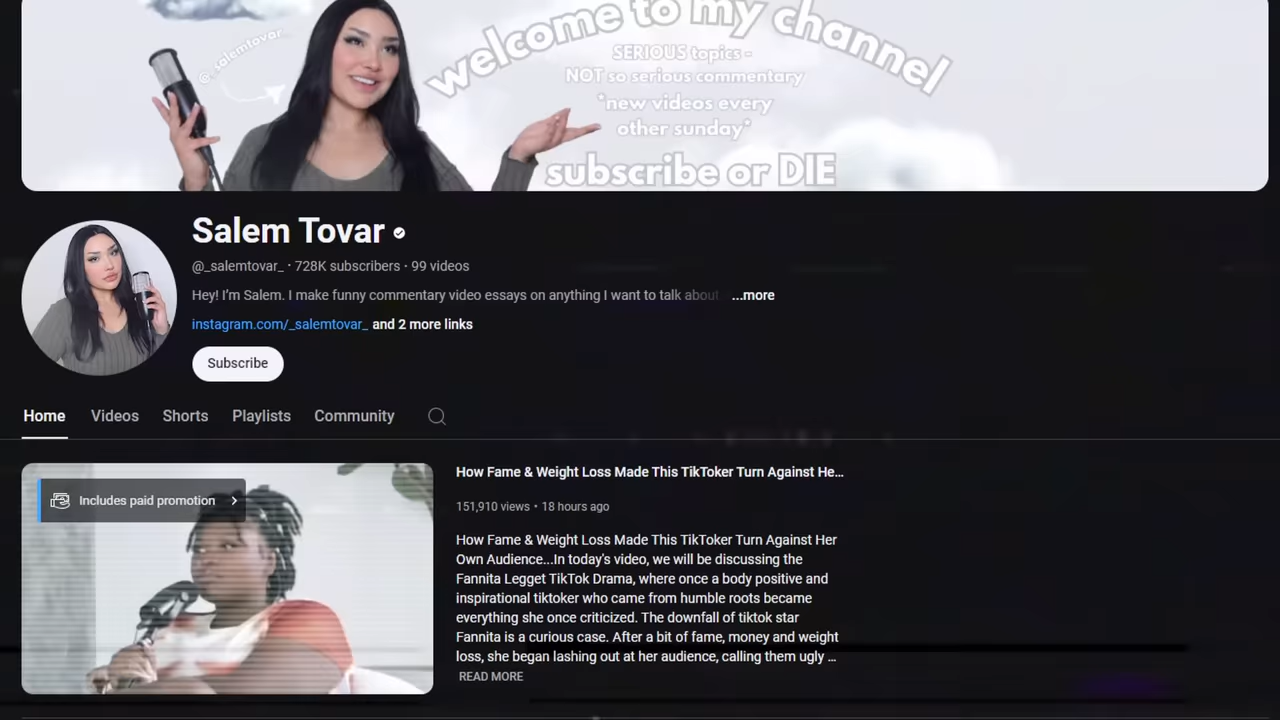 welcome to my channel
@_salemtovar_
SERIOUS topics -
NOT so serious commentary
*new videos every
other sunday*
subscribe or DIE
Salem Tovar
@_salemtovar_ · 728K subscribers · 99 videos
Hey! I'm Salem. I make funny commentary video essays on anything I want to talk about ...more
instagram.com/_salemtovar_ and 2 more links
Subscribe
Home Videos Shorts Playlists Community
Includes paid promotion
How Fame & Weight Loss Made This TikToker Turn Against He...
151,910 views · 18 hours ago
How Fame & Weight Loss Made This TikToker Turn Against Her
Own Audience...In today's video, we will be discussing the
Fannita Legget TikTok Drama, where once a body positive and
inspirational tiktoker who came from humble roots became
everything she once criticized. The downfall of tiktok star
Fannita is a curious case. After a bit of fame, money and weight
loss, she began lashing out at her audience, calling them ugly ...
READ MORE